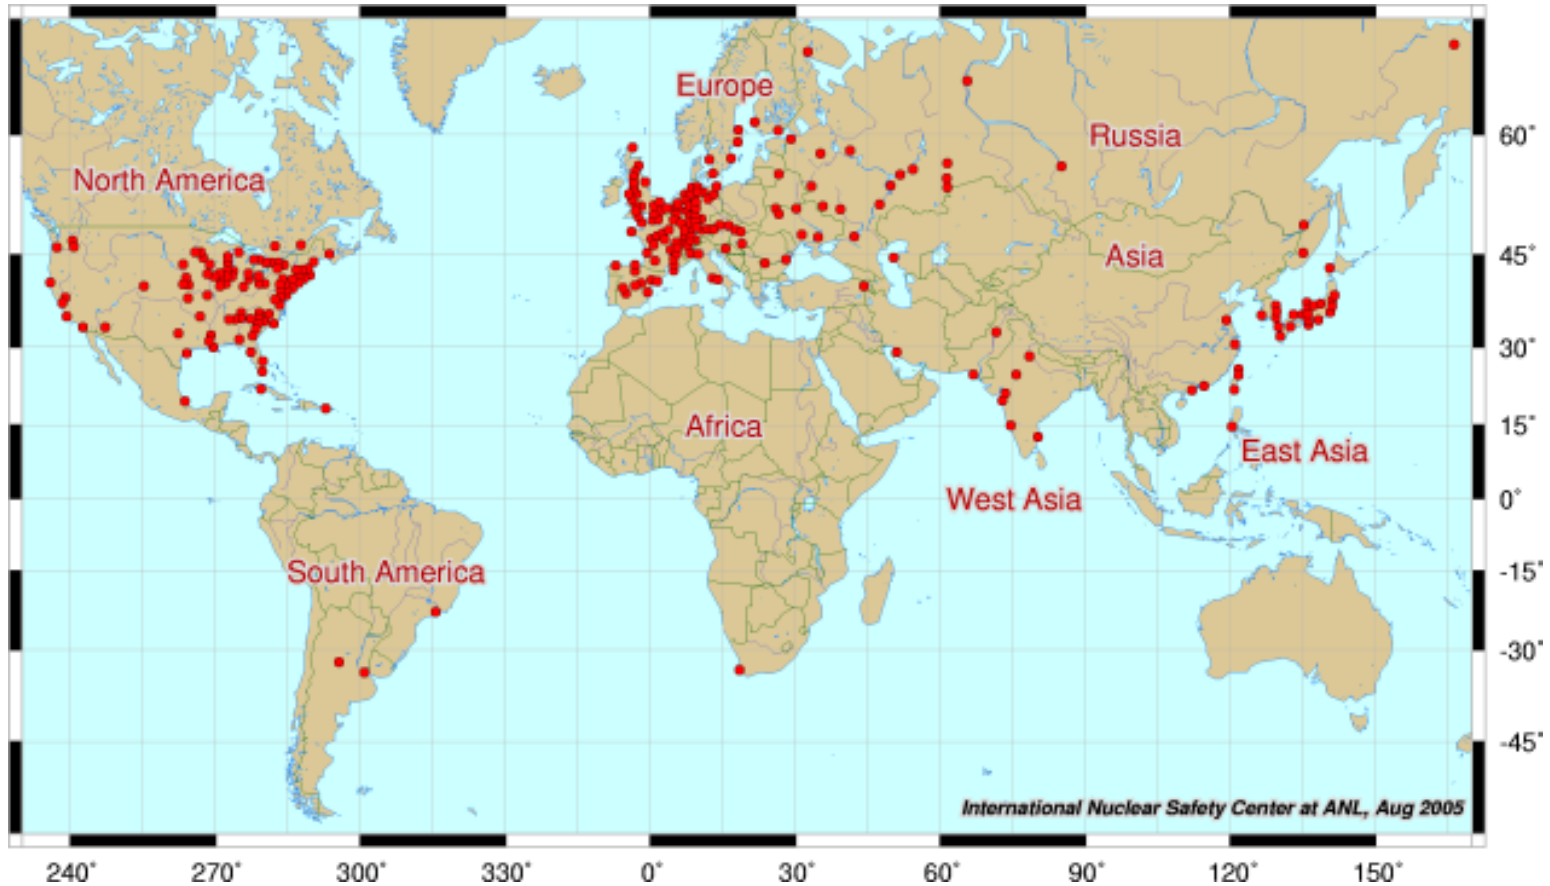 Europe
Russia
60°
North America
Asia
45°
30°
Africa
15°
East Asia
West Asia
0°
South America
-15°
-30°
-45°
International Nuclear Safety Center at ANL, Aug 2005
240° 270° 300° 330° 0° 30° 60° 90° 120° 150°